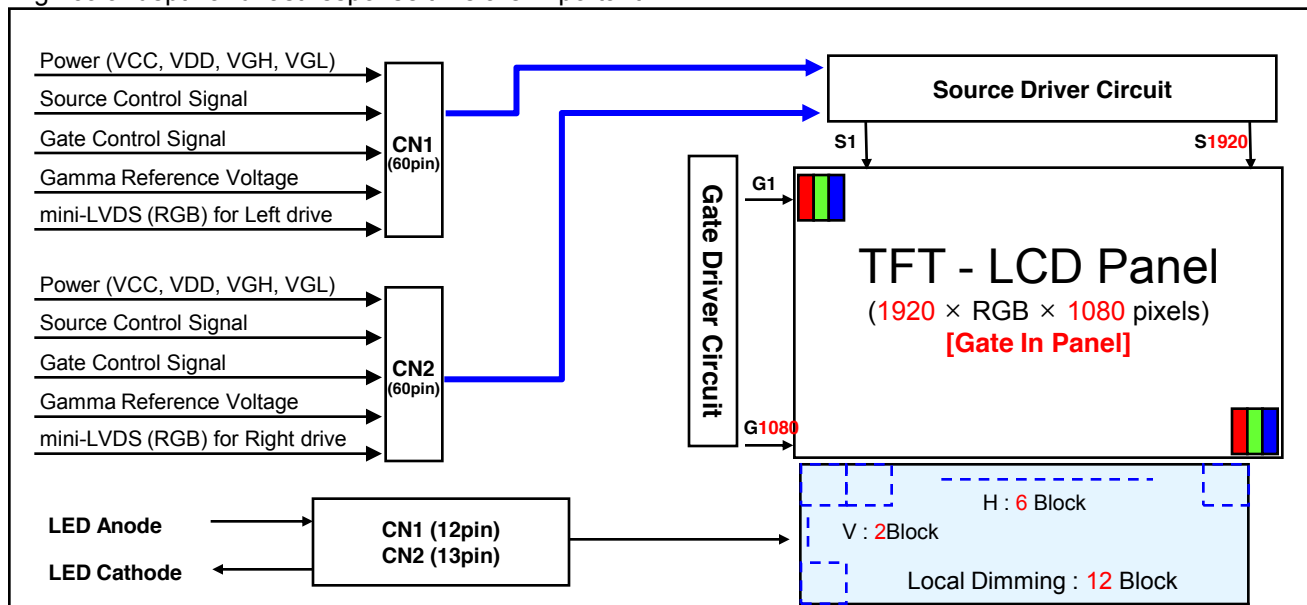 Power (VCC, VDD, VGH, VGL)
Source Control Signal
Gate Control Signal
Gamma Reference Voltage
mini-LVDS (RGB) for Left drive
CN1
(60pin)
Power (VCC, VDD, VGH, VGL)
Source Control Signal
Gate Control Signal
Gamma Reference Voltage
mini-LVDS (RGB) for Right drive
CN2
(60pin)
Source Driver Circuit
S1
S1920
Gate Driver Circuit
G1
G1080
TFT - LCD Panel
(1920 × RGB × 1080 pixels)
[Gate In Panel]
LED Anode
LED Cathode
CN1 (12pin)
CN2 (13pin)
H : 6 Block
V : 2Block
Local Dimming : 12 Block